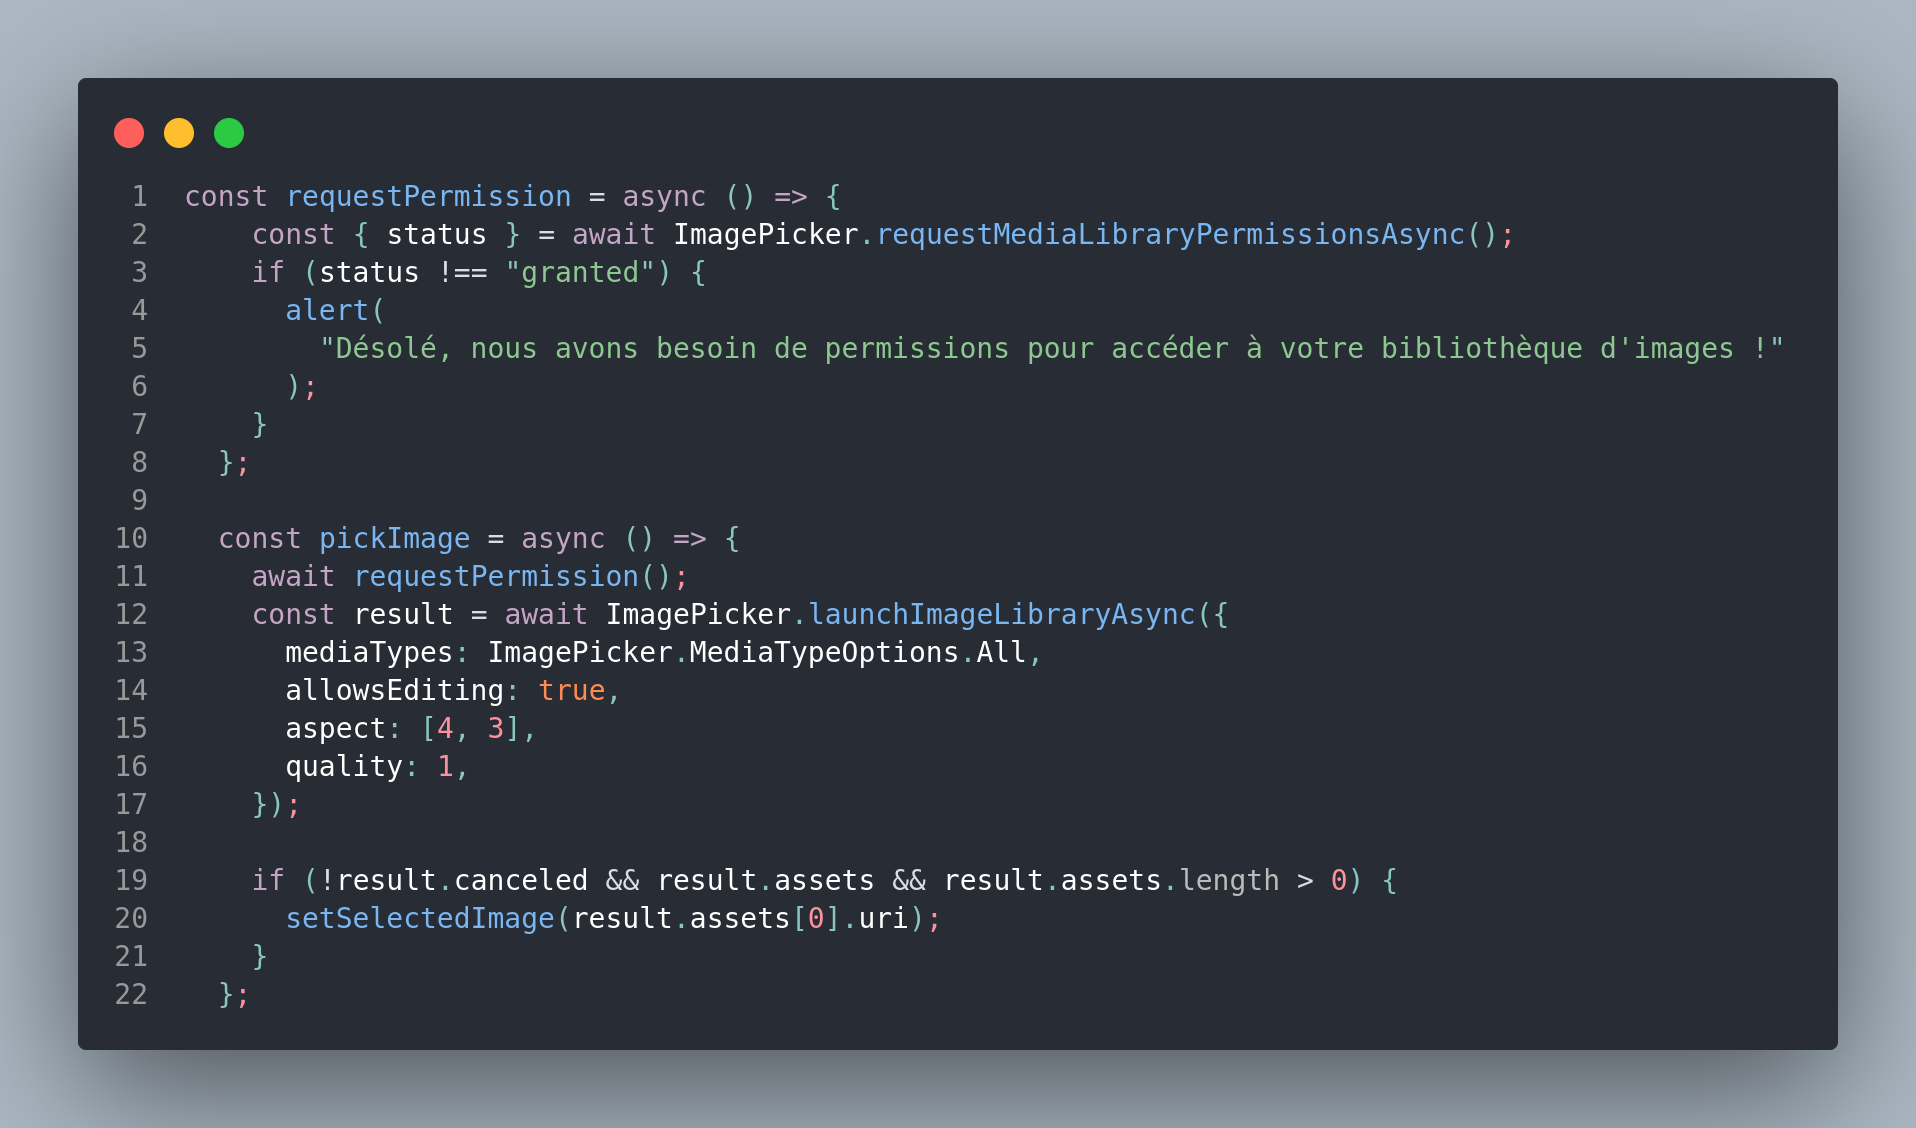 1 const requestPermission = async () => {
2     const { status } = await ImagePicker.requestMediaLibraryPermissionsAsync();
3     if (status !== "granted") {
4       alert(
5         "Désolé, nous avons besoin de permissions pour accéder à votre bibliothèque d'images !"
6       );
7     }
8   };
9
10   const pickImage = async () => {
11     await requestPermission();
12     const result = await ImagePicker.launchImageLibraryAsync({
13       mediaTypes: ImagePicker.MediaTypeOptions.All,
14       allowsEditing: true,
15       aspect: [4, 3],
16       quality: 1,
17     });
18
19     if (!result.canceled && result.assets && result.assets.length > 0) {
20       setSelectedImage(result.assets[0].uri);
21     }
22   };